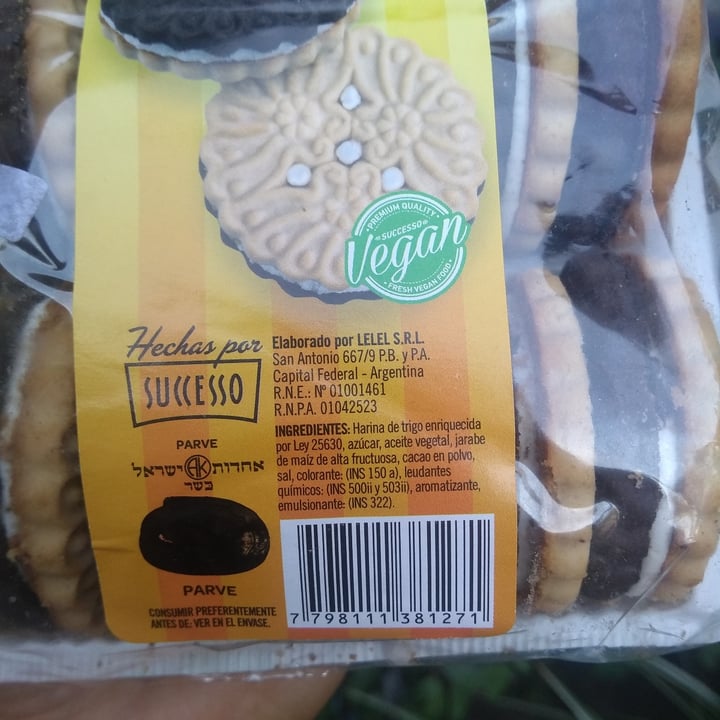 PREMIUM QUALITY
SUCCESSO
Vegan
FRESH VEGAN FOOD
Hechas por
SUCCESSO
Elaborado por LELEL S.R.L.
San Antonio 667/9 P.B. y P.A.
Capital Federal - Argentina
R.N.E.: Nº 01001461
R.N.P.A. 01042523
INGREDIENTES: Harina de trigo enriquecida
por Ley 25630, azúcar, aceite vegetal, jarabe
de maíz de alta fructuosa, cacao en polvo,
sal, colorante: (INS 150 a), leudantes
químicos: (INS 500ii y 503ii), aromatizante,
emulsionante: (INS 322).
PARVE
אחדות AK ישראל
בשר
PARVE
CONSUMIR PREFERENTEMENTE
ANTES DE: VER EN EL ENVASE.
7 798111 381271